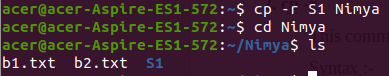 acer@acer-Aspire-ES1-572:~$ cp -r S1 Nimya
acer@acer-Aspire-ES1-572:~$ cd Nimya
acer@acer-Aspire-ES1-572:~/Nimya$ ls
b1.txt  b2.txt  S1